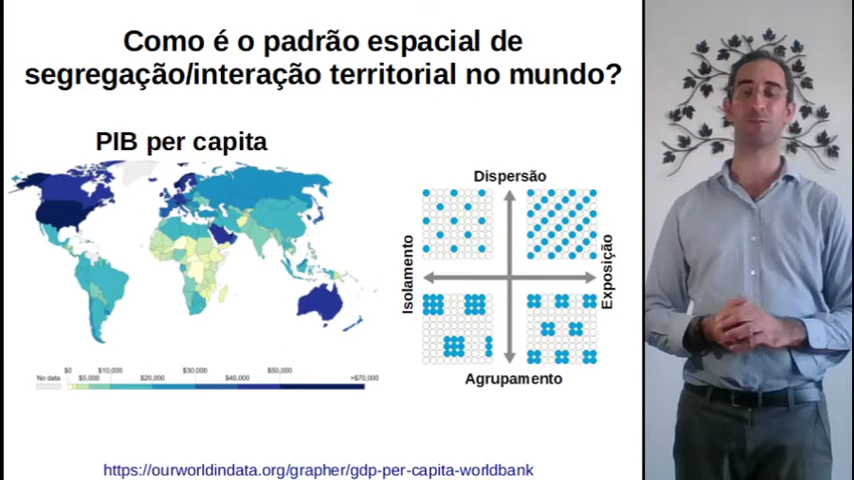 Como é o padrão espacial de
segregação/interação territorial no mundo?
PIB per capita
No data
$0
$5,000
$10,000
$20,000
$30,000
$40,000
$50,000
>$70,000
Dispersão
Isolamento
Exposição
Agrupamento
https://ourworldindata.org/grapher/gdp-per-capita-worldbank